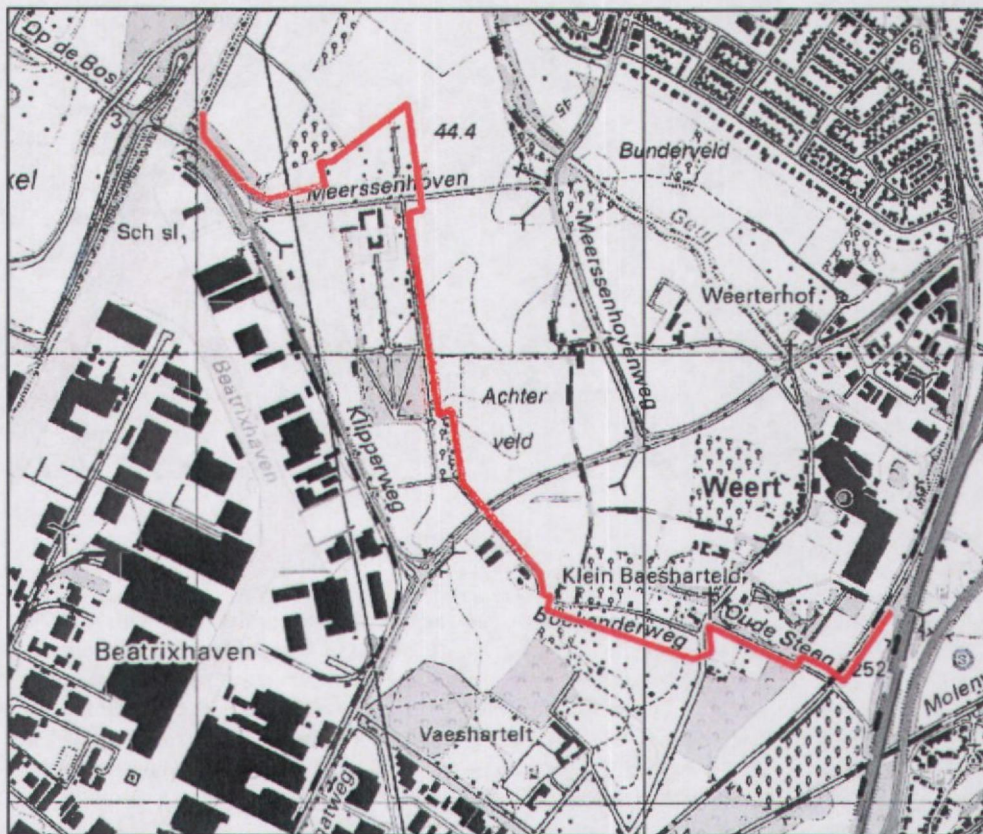 Op de Bos
3
6
45
44.4
Bunderveld
Meerssenhoven
Sch sl,
Geul
Meerssenhovenweg
Weerterhof
Beatrixhaven
Achter
veld
Klipperweg
Weert
Klein Baesharteld
Oude Steen
Beatrixhaven
252
Vaeshartelt